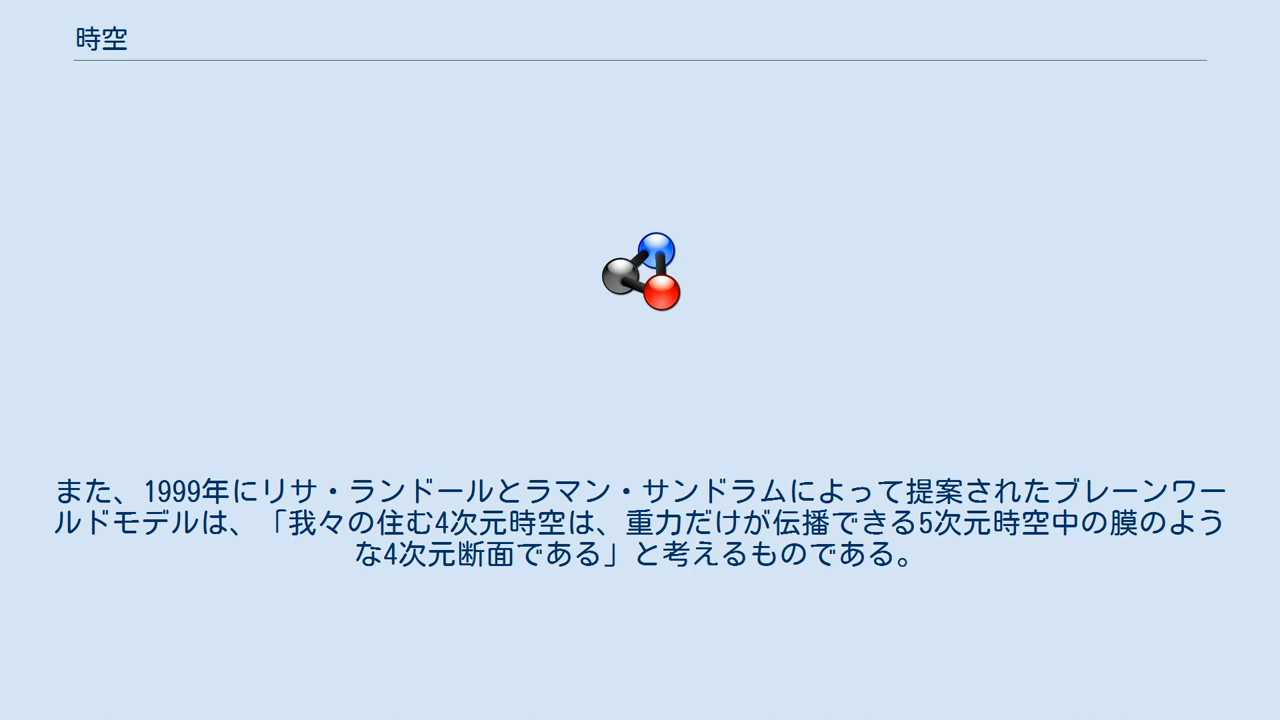 時空
また、1999年にリサ・ランドールとラマン・サンドラムによって提案されたブレーンワー
ルドモデルは、「我々の住む4次元時空は、重力だけが伝播できる5次元時空中の膜のよう
な4次元断面である」と考えるものである。